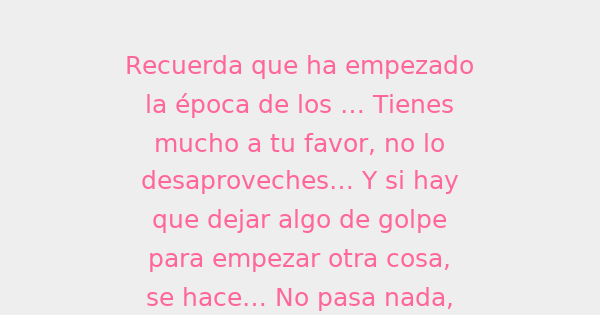 Recuerda que ha empezado
la época de los ... Tienes
mucho a tu favor, no lo
desaproveches... Y si hay
que dejar algo de golpe
para empezar otra cosa,
se hace... No pasa nada,